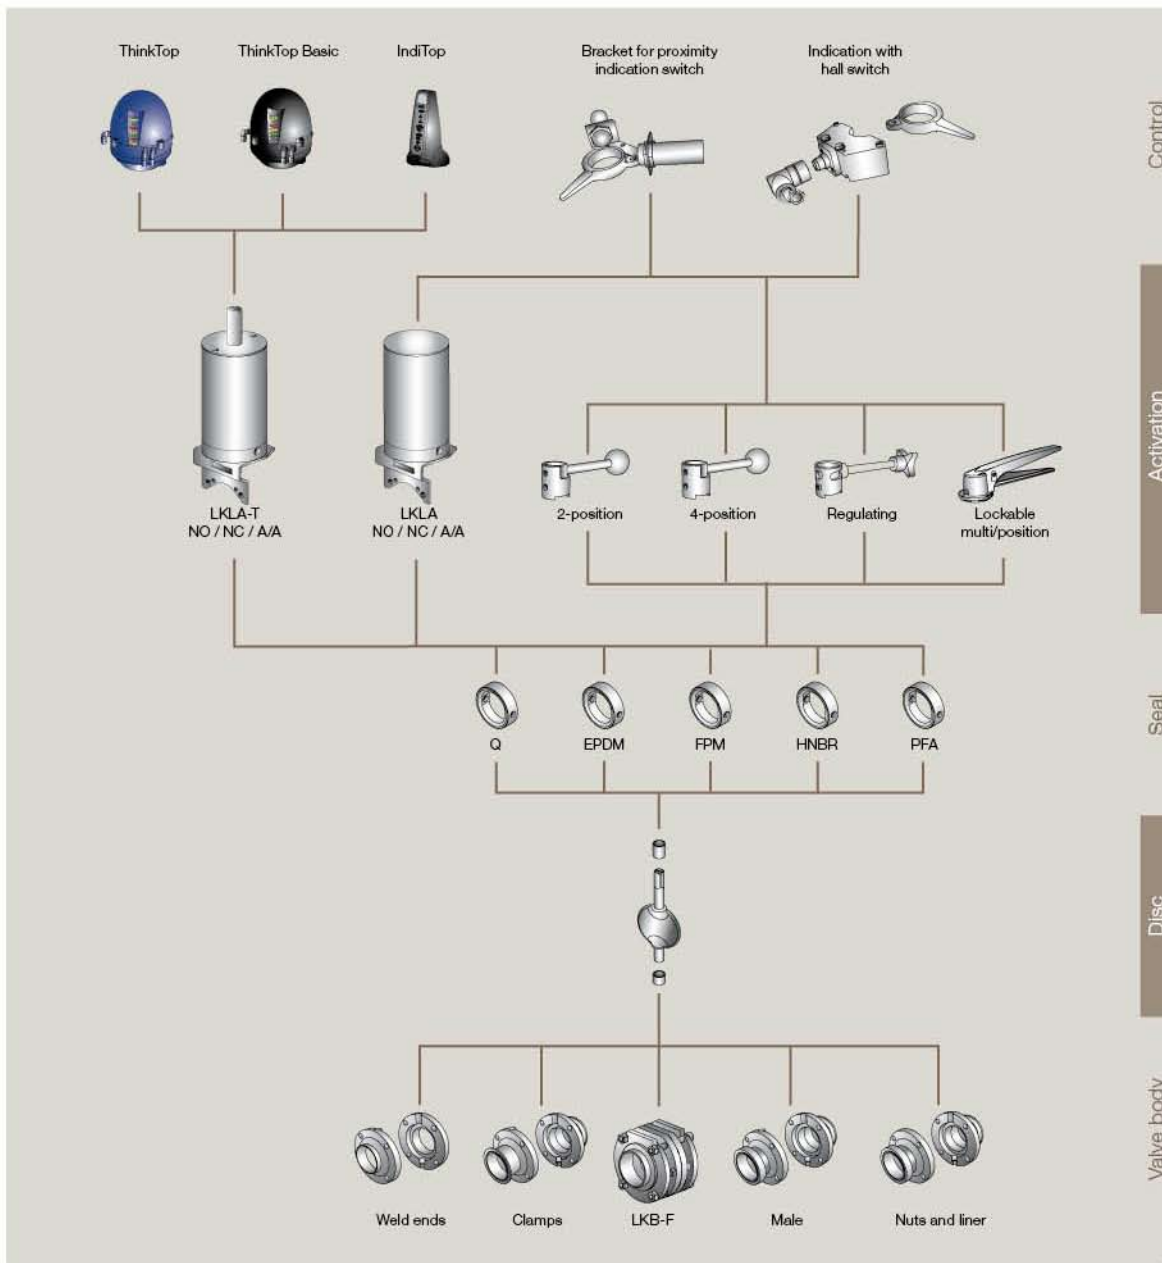 ThinkTop
ThinkTop Basic
IndiTop
Bracket for proximity
indication switch
Indication with
hall switch
Control
LKLA-T
NO / NC / A/A
LKLA
NO / NC / A/A
2-position
4-position
Regulating
Lockable
multi/position
Activation
Q
EPDM
FPM
HNBR
PFA
Seal
Disc
Weld ends
Clamps
LKB-F
Male
Nuts and liner
Valve body